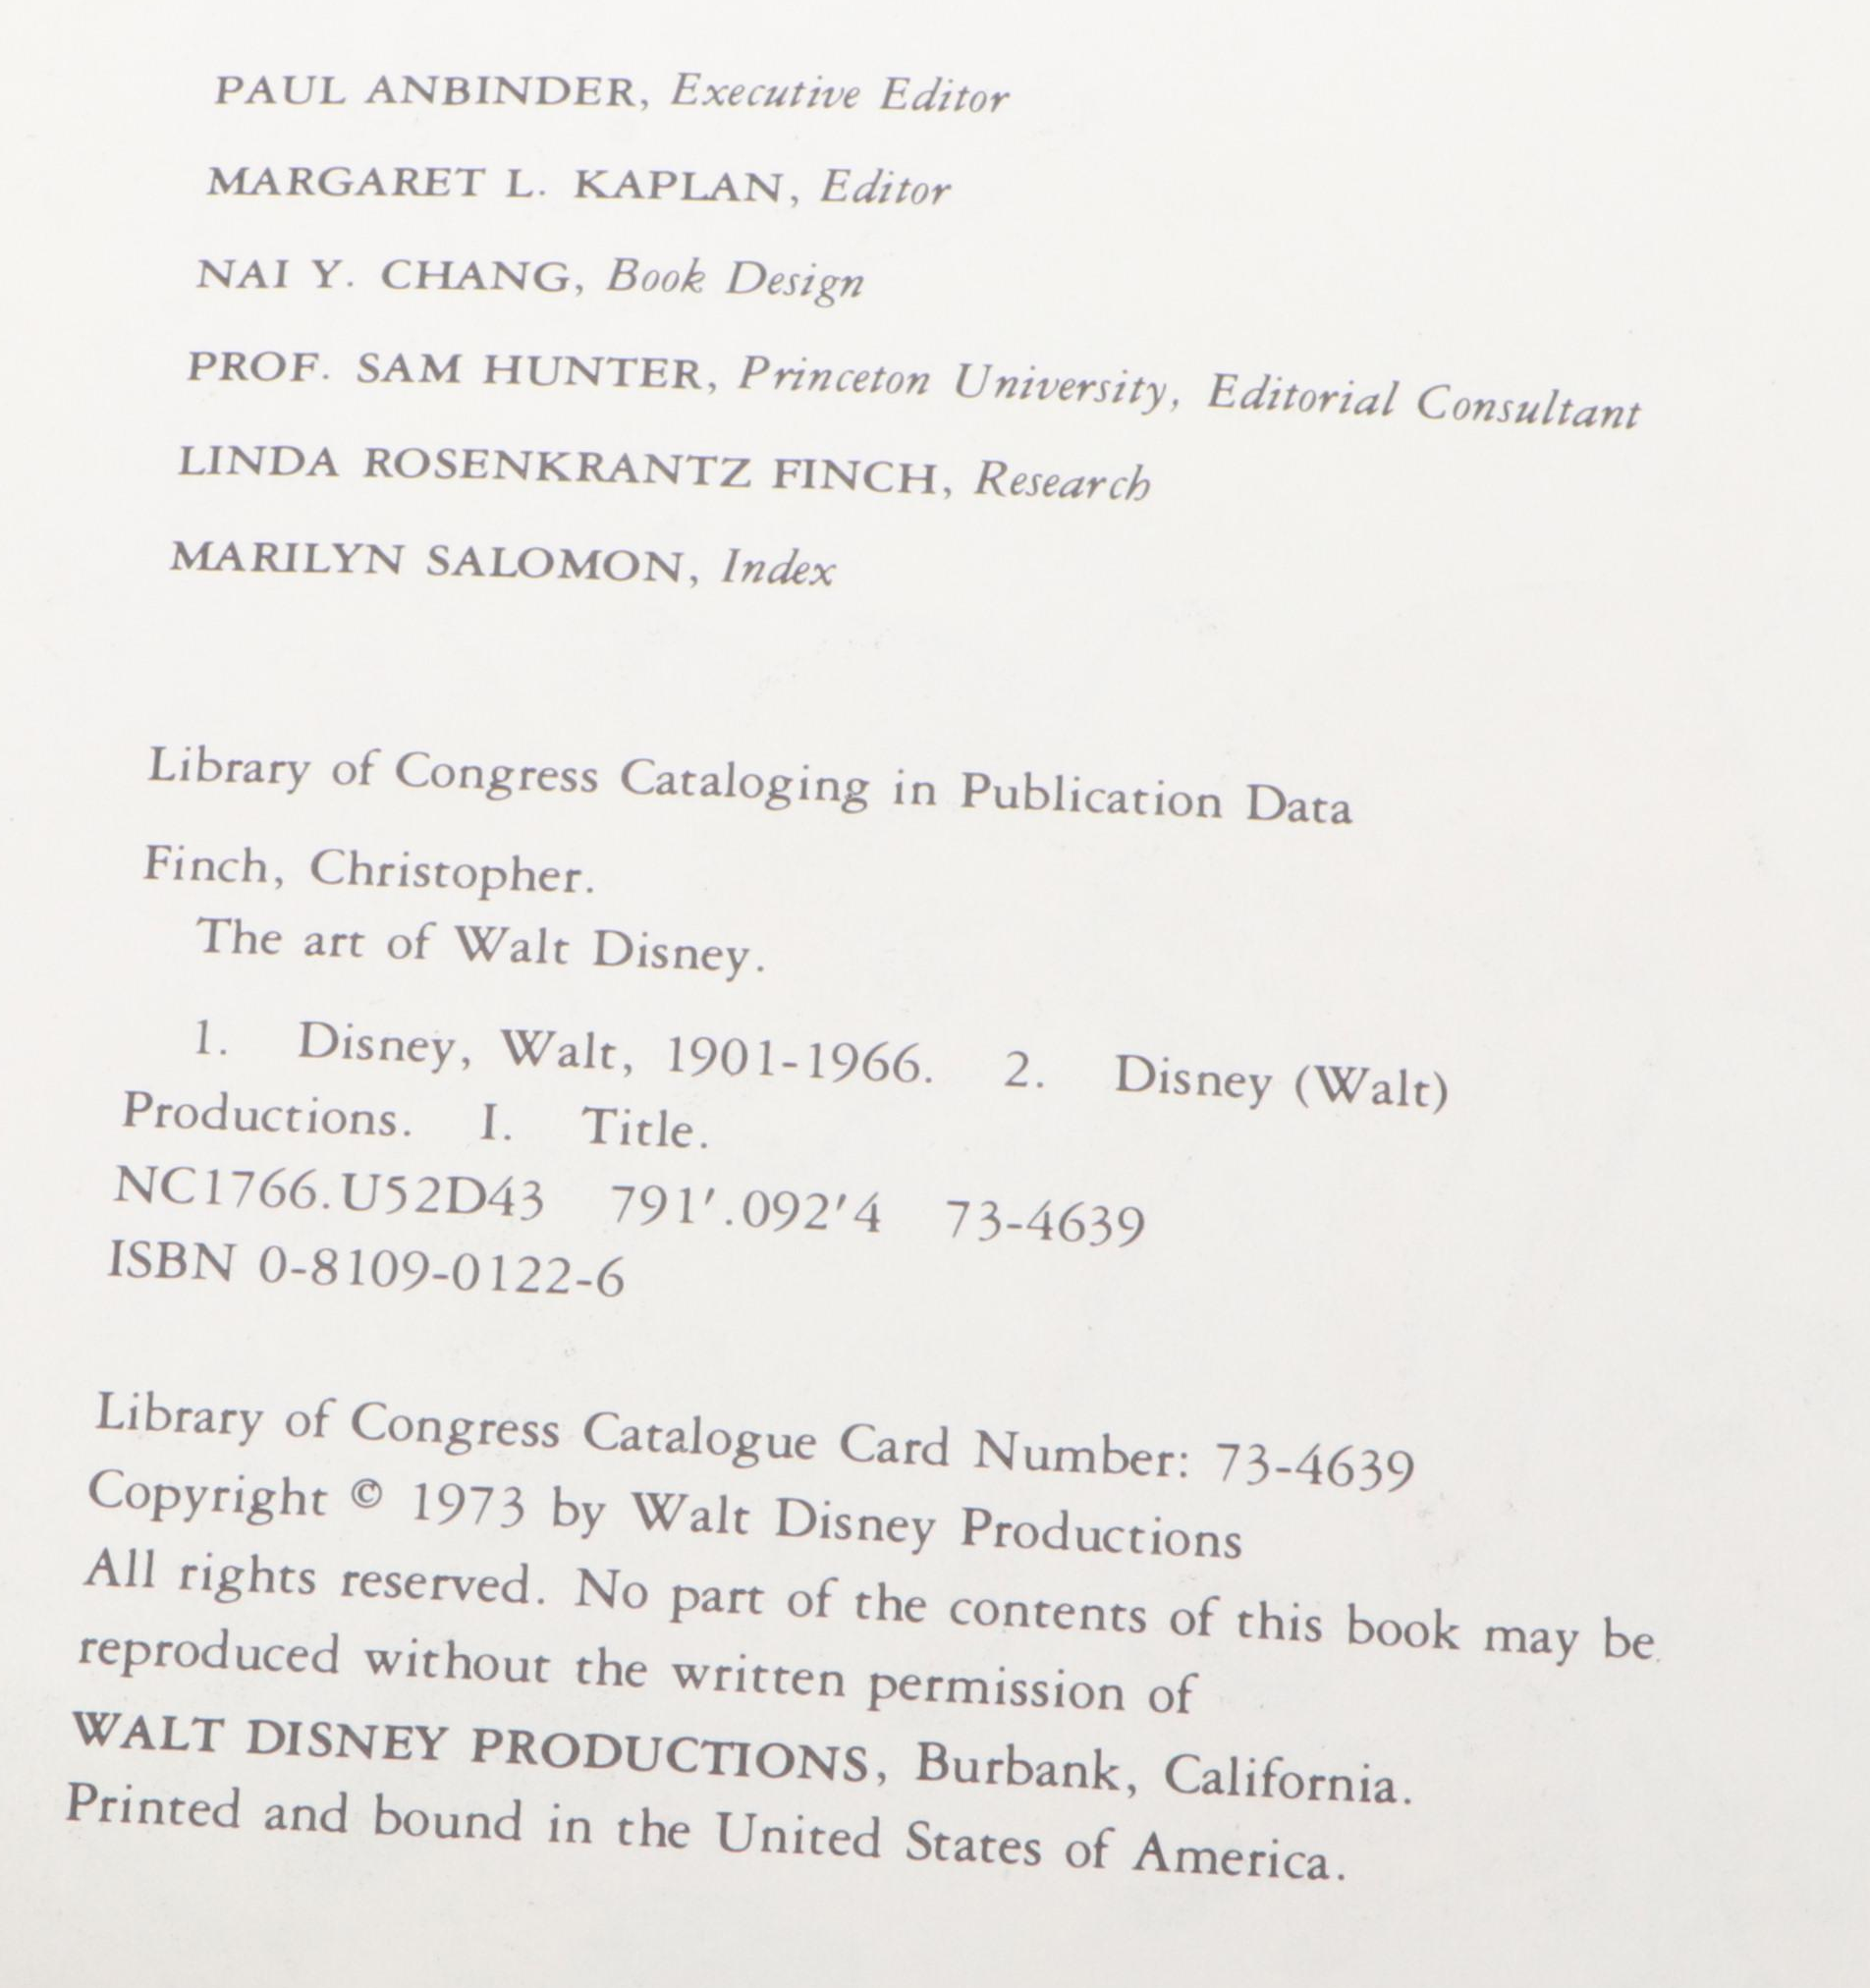 PAUL ANBINDER, Executive Editor
MARGARET L. KAPLAN, Editor
NAI Y. CHANG, Book Design
PROF. SAM HUNTER, Princeton University, Editorial Consultant
LINDA ROSENKRANTZ FINCH, Research
MARILYN SALOMON, Index
Library of Congress Cataloging in Publication Data
Finch, Christopher.
The art of Walt Disney.
1. Disney, Walt, 1901-1966. 2. Disney (Walt)
Productions. I. Title.
NC1766.U52D43 791'.092'4 73-4639
ISBN 0-8109-0122-6
Library of Congress Catalogue Card Number: 73-4639
Copyright © 1973 by Walt Disney Productions
All rights reserved. No part of the contents of this book may be
reproduced without the written permission of
WALT DISNEY PRODUCTIONS, Burbank, California.
Printed and bound in the United States of America.